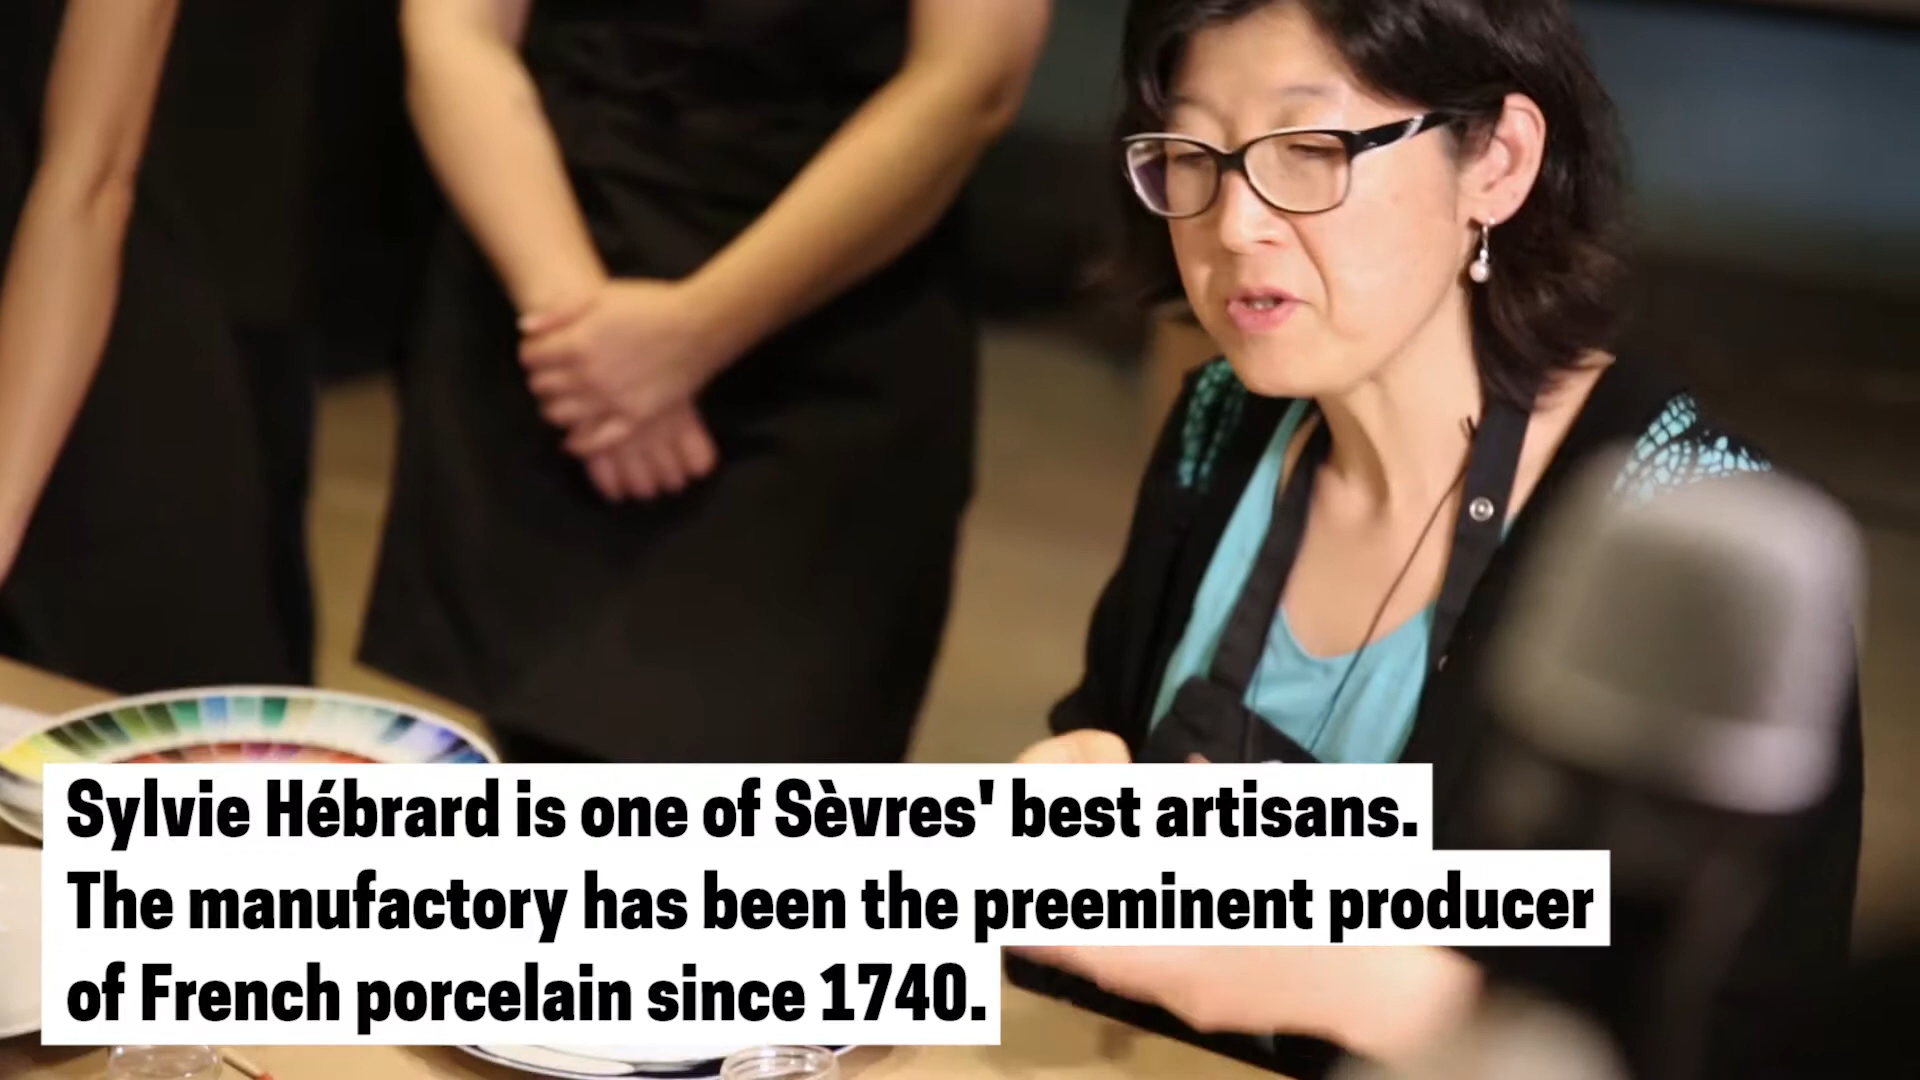 Sylvie Hébrard is one of Sèvres' best artisans.
The manufactory has been the preeminent producer
of French porcelain since 1740.